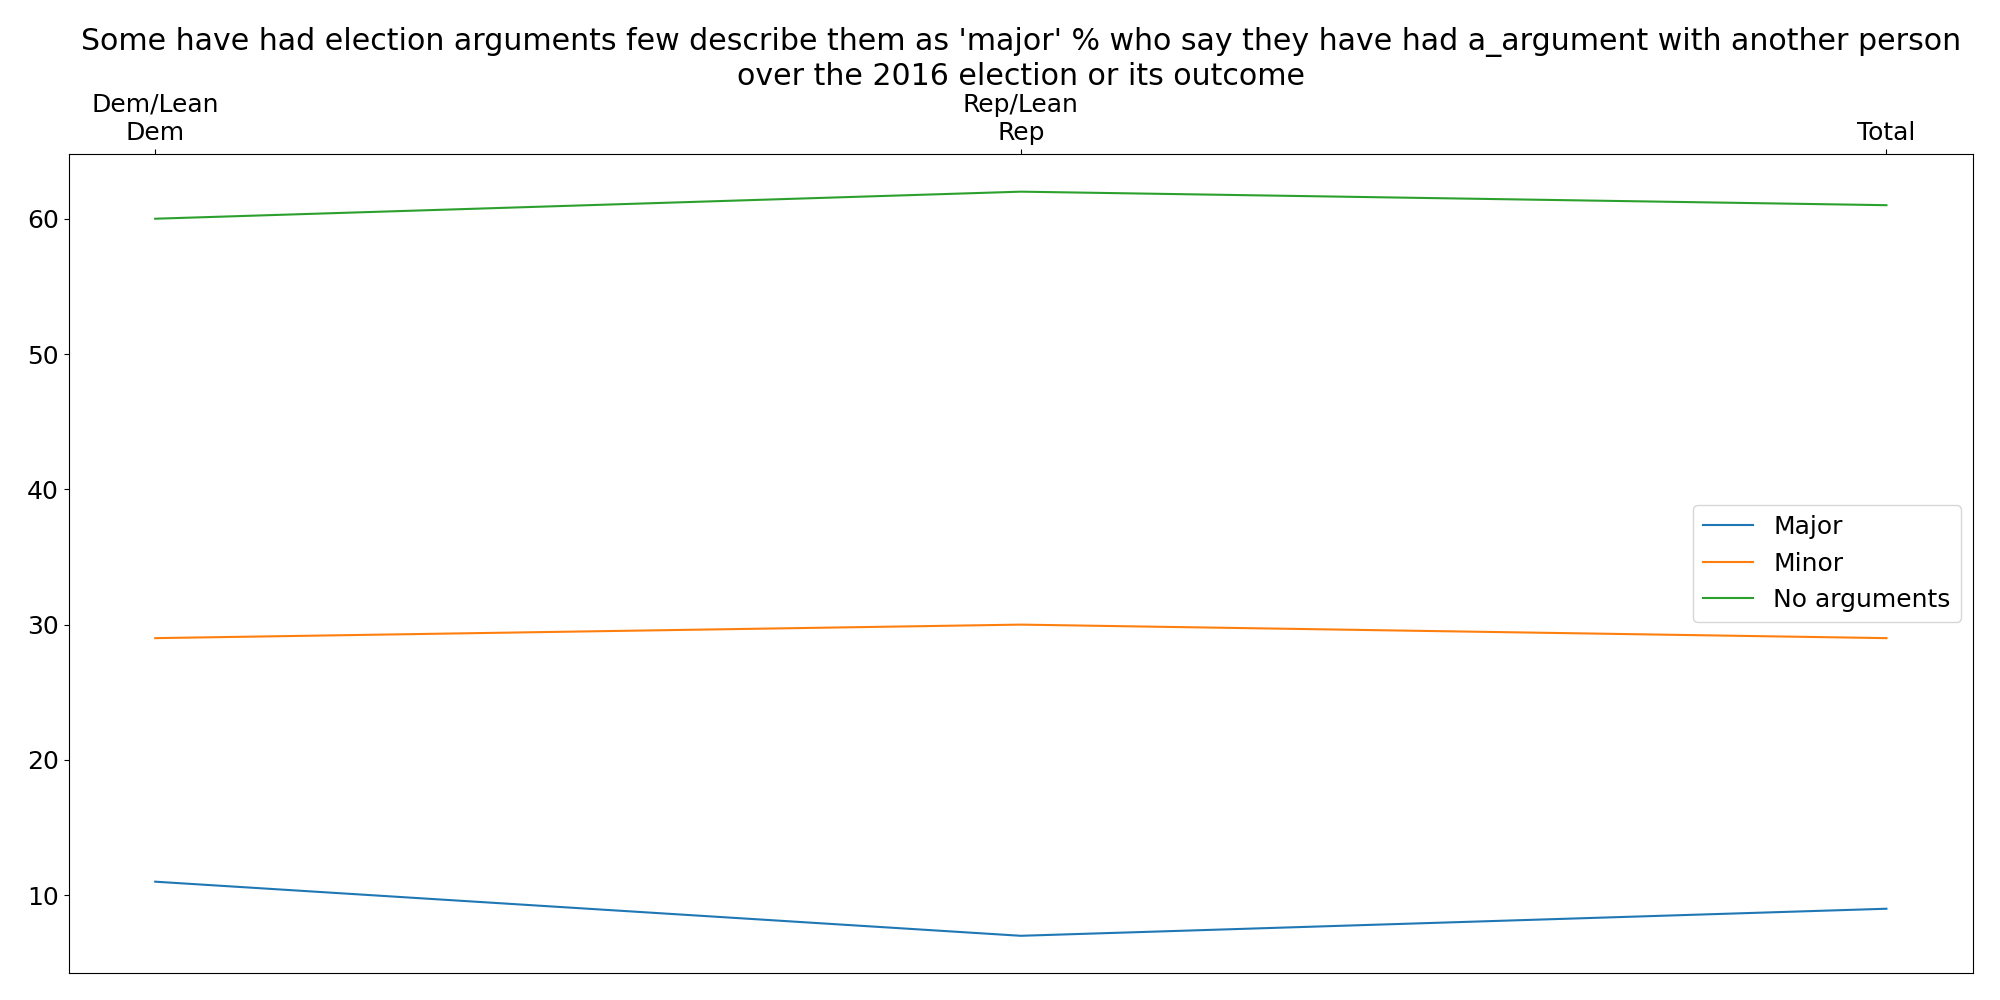 Some have had election arguments few describe them as 'major' % who say they have had a_argument with another person
over the 2016 election or its outcome
Dem/Lean
Dem
Rep/Lean
Rep
Total
60
50
40
30
20
10
Major
Minor
No arguments